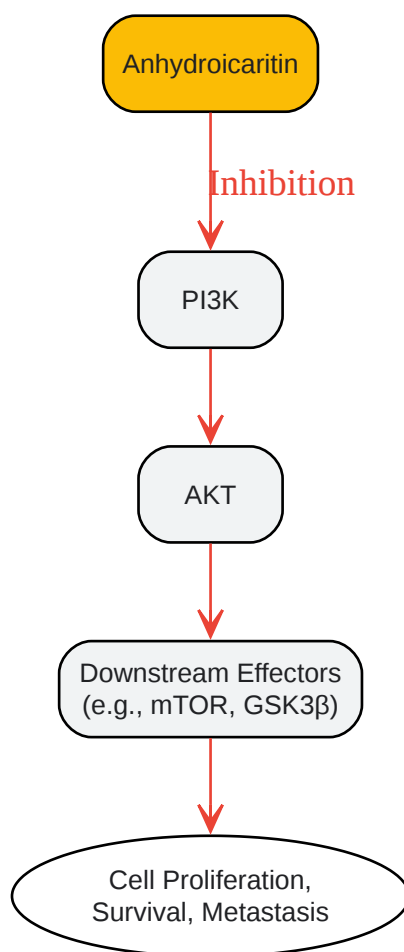 Anhydroicaritin
Inhibition
PI3K
AKT
Downstream Effectors
(e.g., mTOR, GSK3β)
Cell Proliferation,
Survival, Metastasis